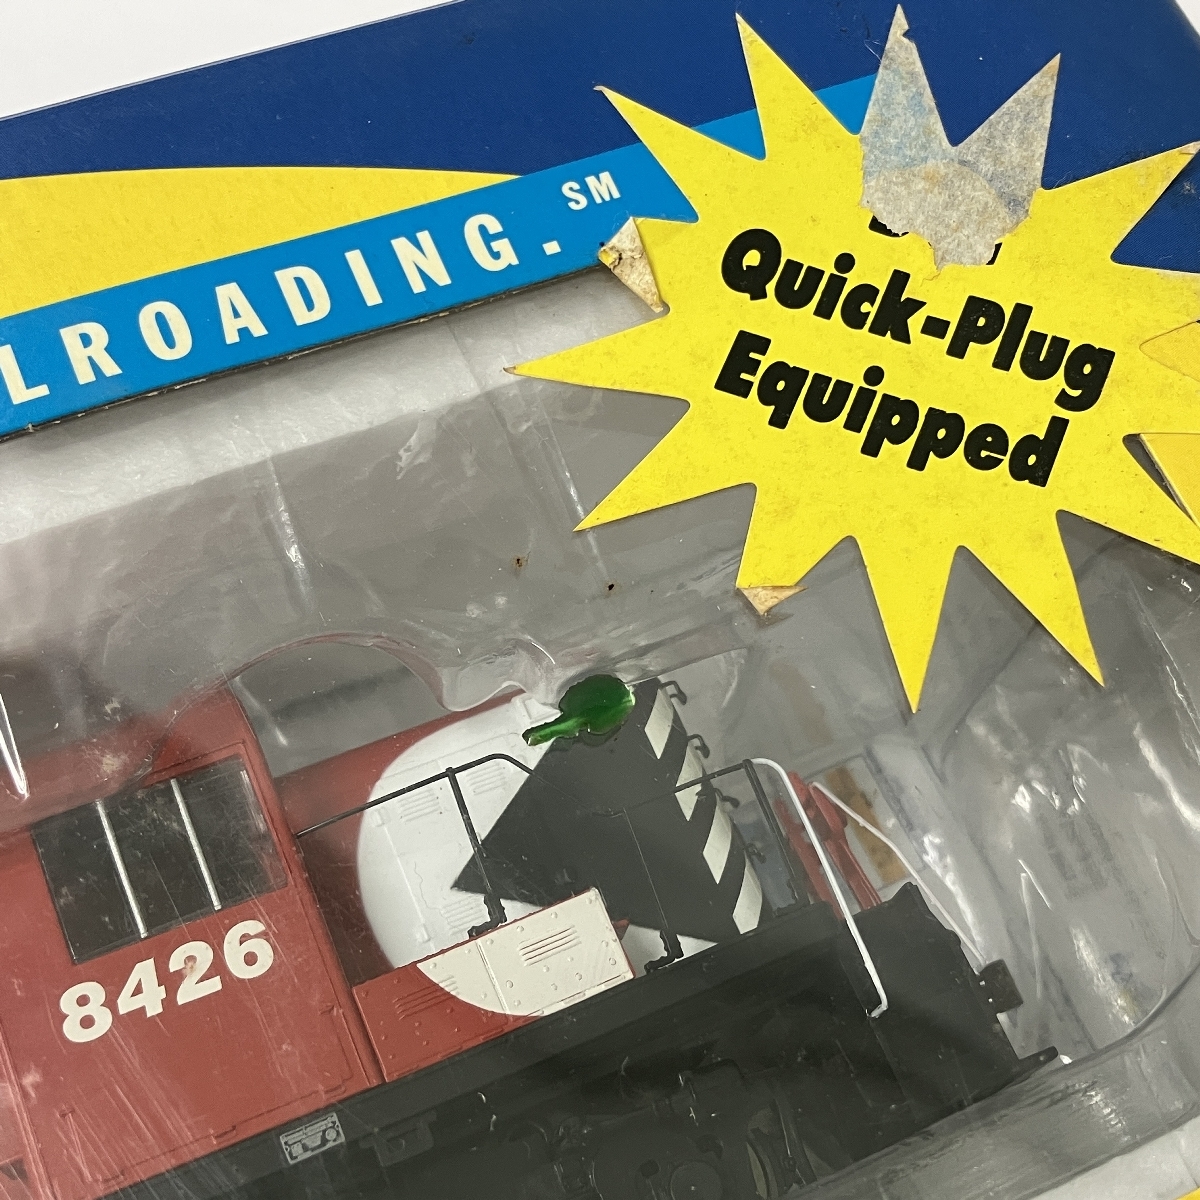 LROADING. SM
Quick-Plug
Equipped
8426